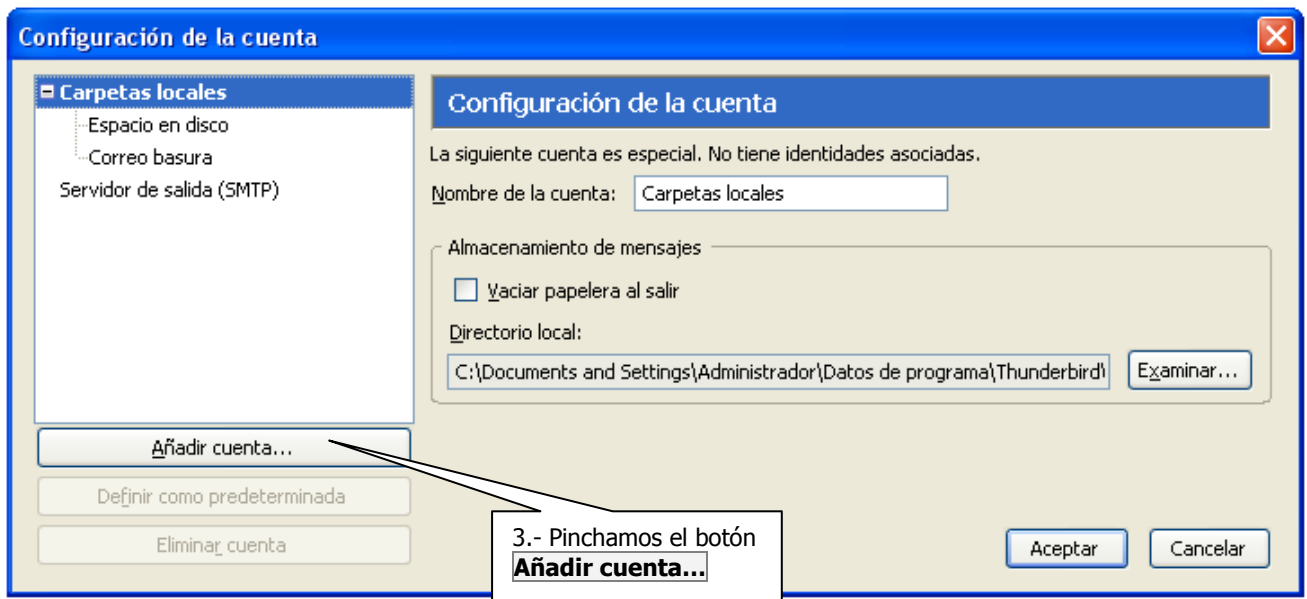 Configuración de la cuenta
Carpetas locales
Espacio en disco
Correo basura
Servidor de salida (SMTP)
Añadir cuenta...
Definir como predeterminada
Eliminar cuenta
Configuración de la cuenta
La siguiente cuenta es especial. No tiene identidades asociadas.
Nombre de la cuenta: Carpetas locales
Almacenamiento de mensajes
Vaciar papelera al salir
Directorio local:
C:\Documents and Settings\Administrador\Datos de programa\Thunderbird\ Examinar...
3.- Pinchamos el botón
Añadir cuenta...
Aceptar Cancelar